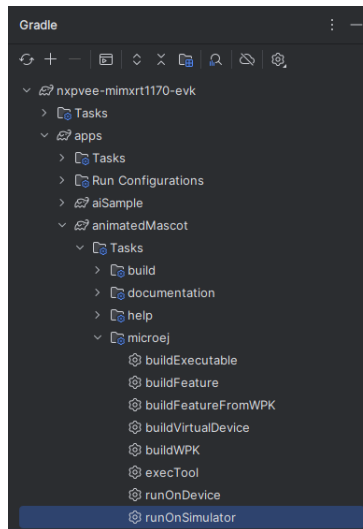 Gradle
nxpvee-mimxrt1170-evk
Tasks
apps
Tasks
Run Configurations
aiSample
animatedMascot
Tasks
build
documentation
help
microej
buildExecutable
buildFeature
buildFeatureFromWPK
buildVirtualDevice
buildWPK
execTool
runOnDevice
runOnSimulator